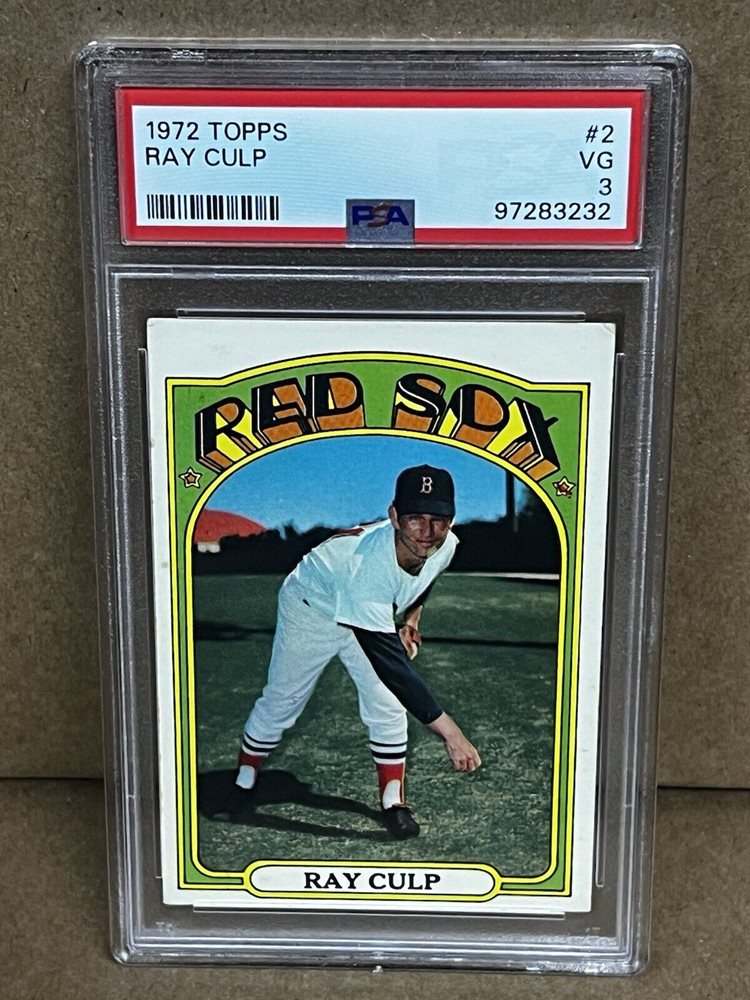 1972 TOPPS #2
RAY CULP VG
3
PSA 97283232
RED SOX
B
RAY CULP